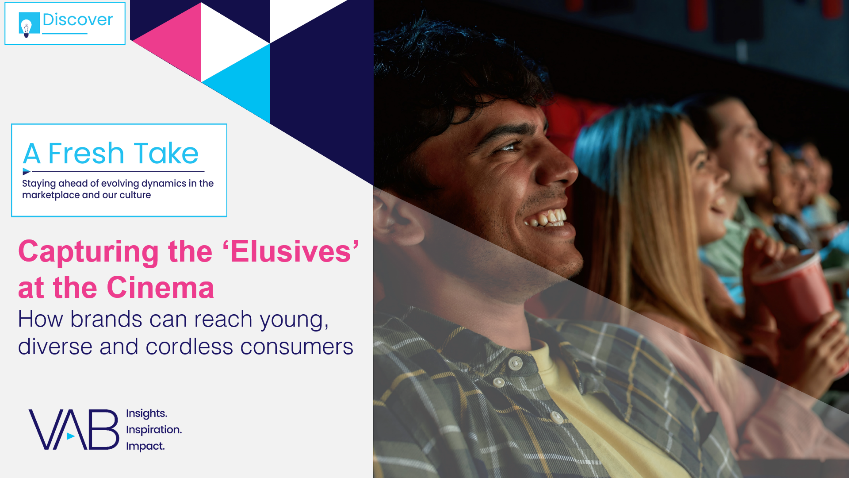 Discover
A Fresh Take
Staying ahead of evolving dynamics in the
marketplace and our culture
Capturing the ‘Elusives’
at the Cinema
How brands can reach young,
diverse and cordless consumers
VAB
Insights.
Inspiration.
Impact.